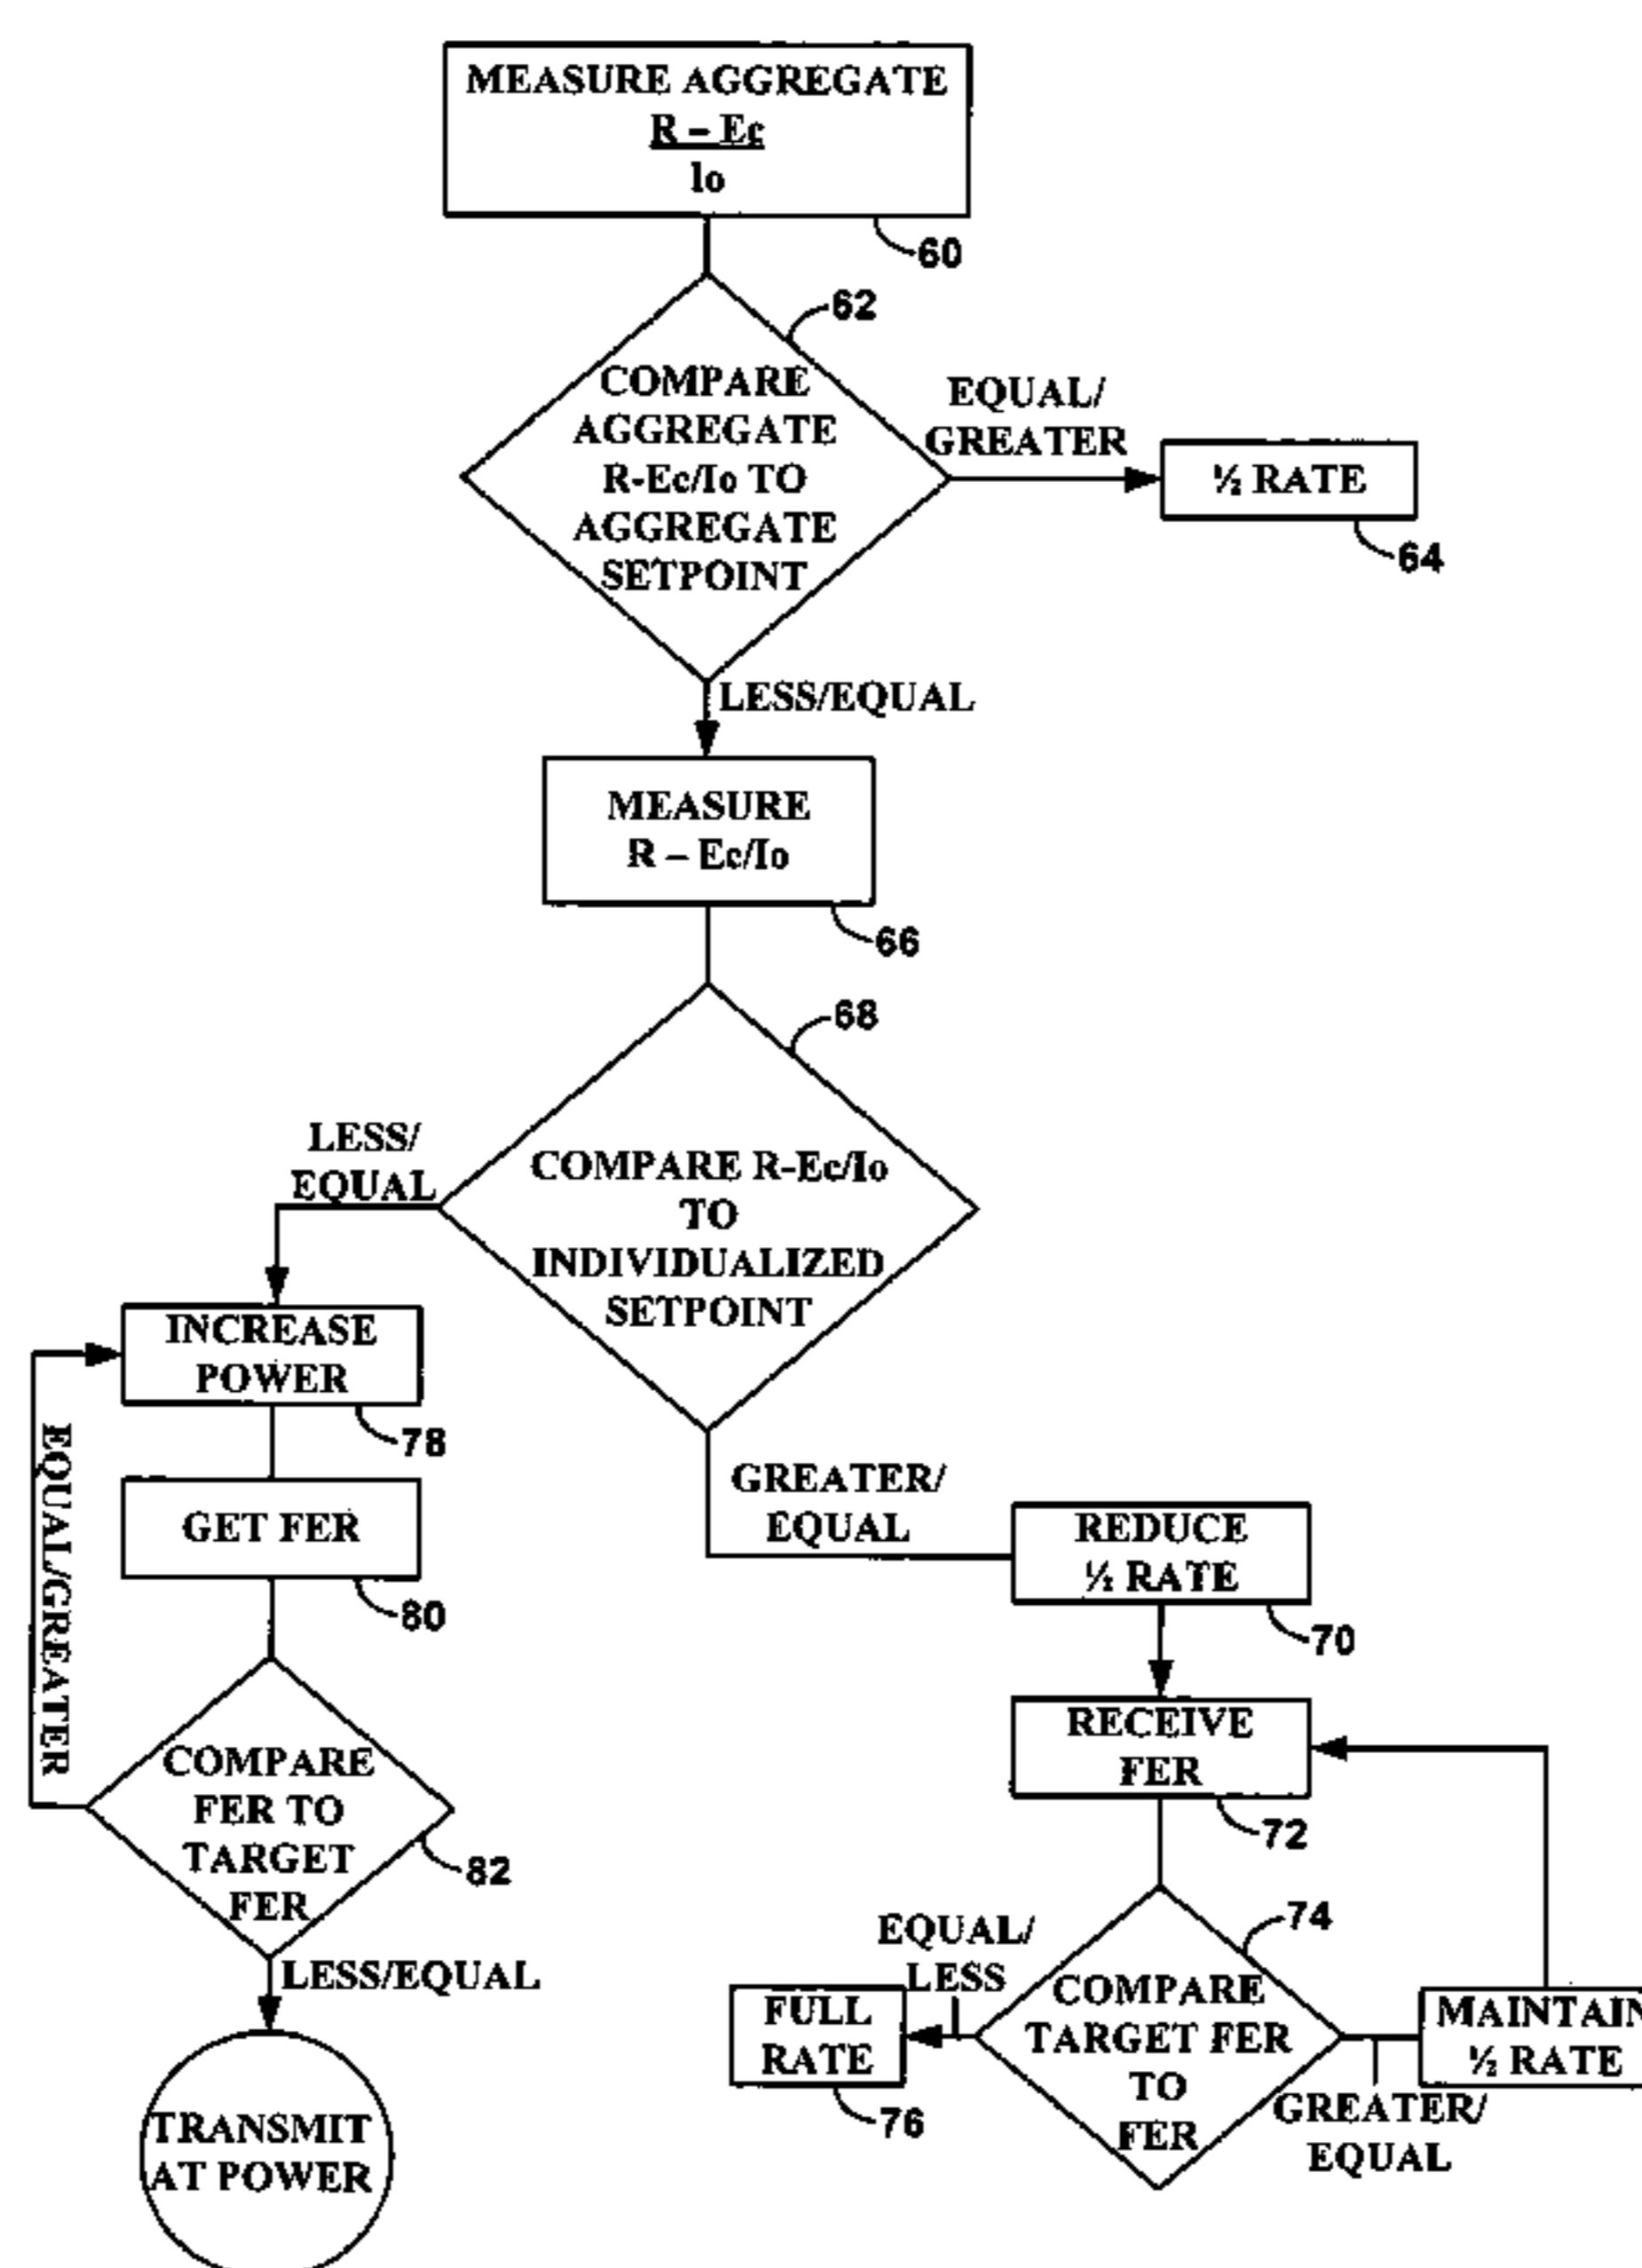 MEASURE AGGREGATE
R – Ec
Io
60
62
COMPARE
AGGREGATE
R-Ec/Io TO
AGGREGATE
SETPOINT
EQUAL/
GREATER
½ RATE
64
LESS/EQUAL
MEASURE
R – Ec/Io
66
68
COMPARE R-Ec/Io
TO
INDIVIDUALIZED
SETPOINT
LESS/
EQUAL
INCREASE
POWER
78
EQUAL/GREATER
GET FER
80
COMPARE
FER TO
TARGET
FER
82
LESS/EQUAL
TRANSMIT
AT POWER
GREATER/
EQUAL
REDUCE
½ RATE
70
RECEIVE
FER
72
74
COMPARE
TARGET FER
TO
FER
EQUAL/
LESS
FULL
RATE
76
GREATER/
EQUAL
MAINTAIN
½ RATE